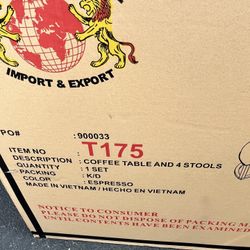 IMPORT & EXPORT
PO# : 900033
ITEM NO : T175
DESCRIPTION : COFFEE TABLE AND 4 STOOLS
QUANTITY : 1 SET
PACKING : K/D
COLOR : ESPRESSO
MADE IN VIETNAM / HECHO EN VIETNAM
NOTICE TO CONSUMER
PLEASE DO NOT DISPOSE OF PACKING M
UNTIL CONTENTS HAVE BEEN EXAMINE